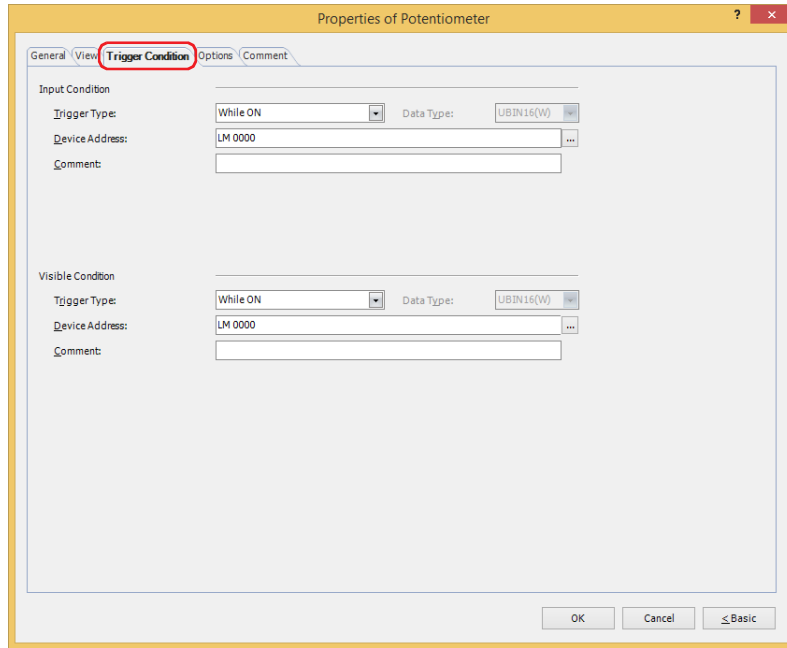 Properties of Potentiometer ? ×
General View Trigger Condition Options Comment
Input Condition
Trigger Type: While ON Data Type: UBIN16(W)
Device Address: LM 0000 ...
Comment:
Visible Condition
Trigger Type: While ON Data Type: UBIN16(W)
Device Address: LM 0000 ...
Comment:
OK Cancel < Basic